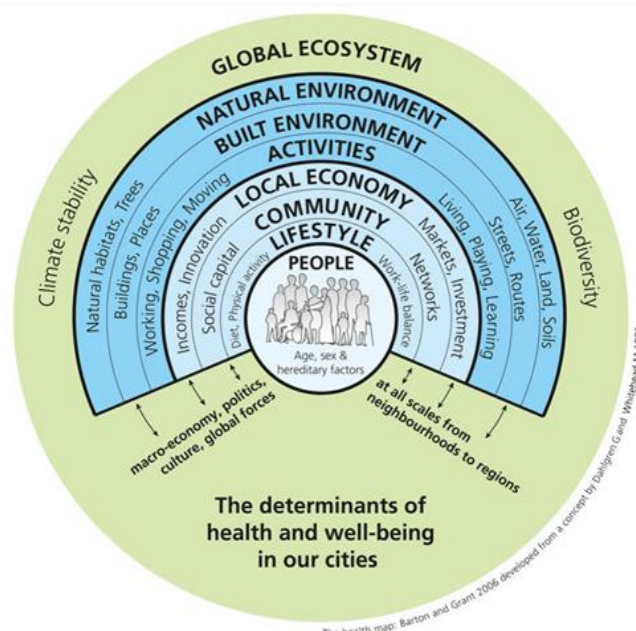 GLOBAL ECOSYSTEM
NATURAL ENVIRONMENT
BUILT ENVIRONMENT
ACTIVITIES
LOCAL ECONOMY
COMMUNITY
LIFESTYLE
PEOPLE
Age, sex &
hereditary factors
Climate stability
Natural habitats, Trees
Buildings, Places
Working, Shopping, Moving
Incomes, Innovation
Social capital
Diet, Physical activity
Work-life balance
Networks
Markets, Investment
Living, Playing, Learning
Streets, Routes
Air, Water, Land, Soils
Biodiversity
macro-economy, politics,
culture, global forces
at all scales from
neighbourhoods to regions
The determinants of
health and well-being
in our cities
health map: Barton and Grant 2006 developed from a concept by Dahlgren G and Whitehead